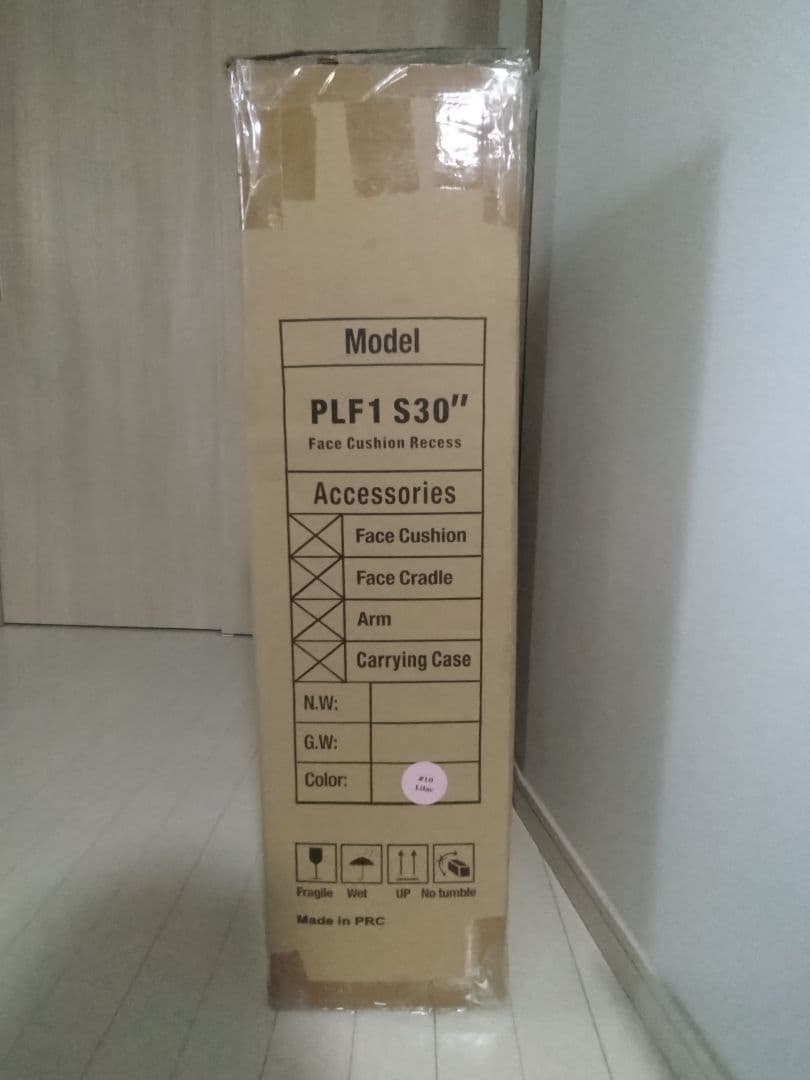 Model
PLF1 S30"
Face Cushion Recess
Accessories
Face Cushion
Face Cradle
Arm
Carrying Case
N.W:
G.W:
Color:
#10
Lilac
Fragile Wet UP No tumble
Made in PRC